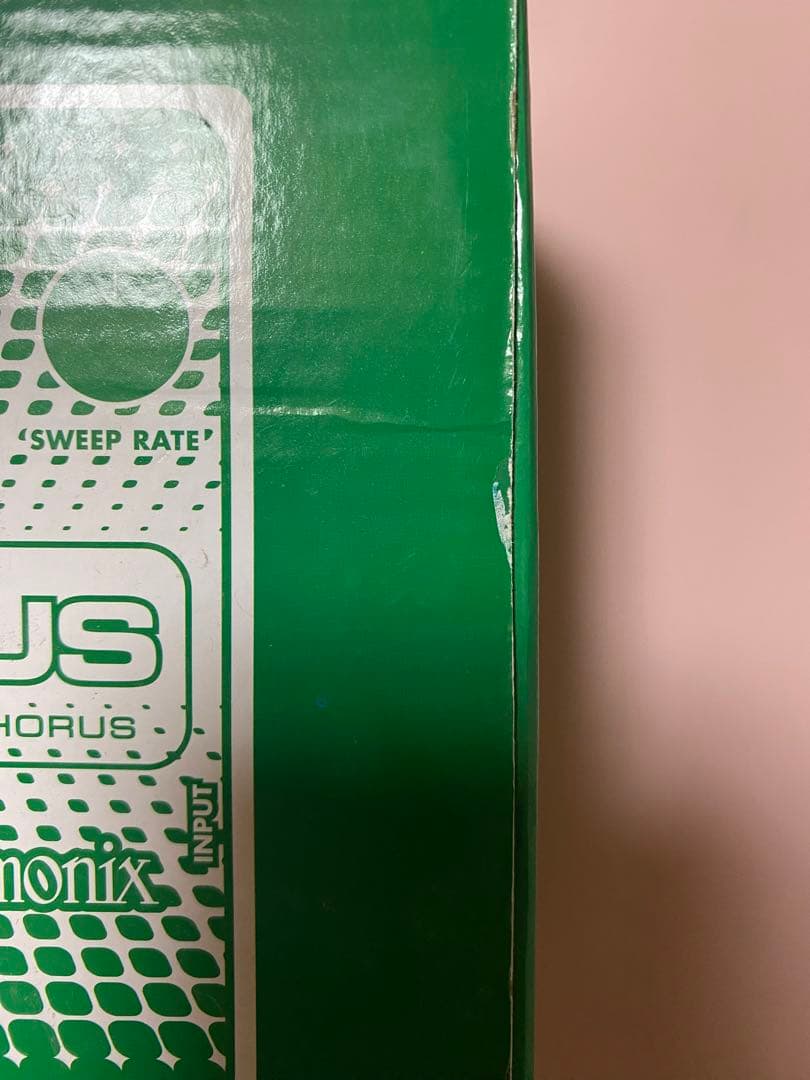 ‘SWEEP RATE’
US
HORUS
INPUT
monix